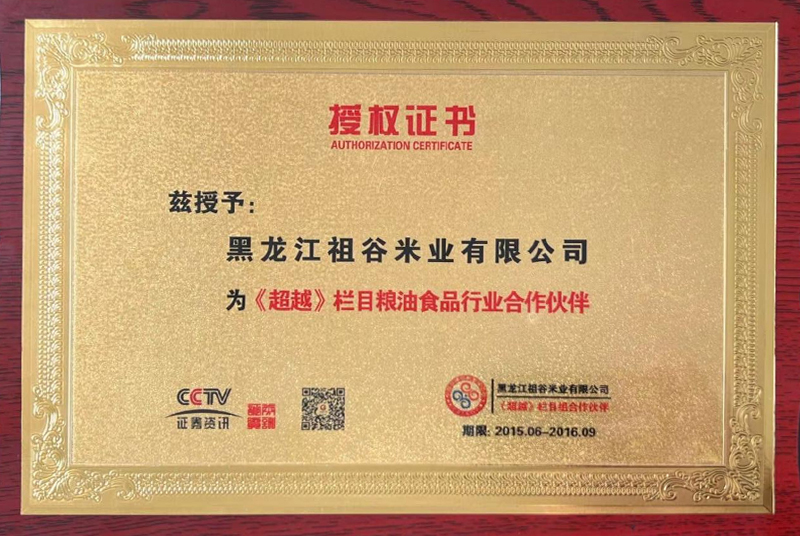 授权证书
AUTHORIZATION CERTIFICATE
兹授予：
黑龙江祖谷米业有限公司
为《超越》栏目粮油食品行业合作伙伴
CCTV
证券资讯
黑龙江祖谷米业有限公司
《超越》栏目组合作伙伴
期限: 2015.06-2016.09